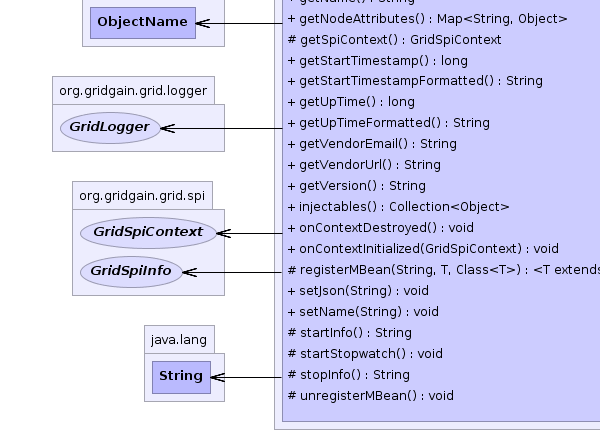 ObjectName
org.gridgain.grid.logger
GridLogger
org.gridgain.grid.spi
GridSpiContext
GridSpiInfo
java.lang
String
+ getNodeAttributes() : Map<String, Object>
# getSpiContext() : GridSpiContext
+ getStartTimestamp() : long
+ getStartTimestampFormatted() : String
+ getUpTime() : long
+ getUpTimeFormatted() : String
+ getVendorEmail() : String
+ getVendorUrl() : String
+ getVersion() : String
+ injectables() : Collection<Object>
+ onContextDestroyed() : void
+ onContextInitialized(GridSpiContext) : void
# registerMBean(String, T, Class<T>) : <T extends
+ setJson(String) : void
+ setName(String) : void
# startInfo() : String
# startStopwatch() : void
# stopInfo() : String
# unregisterMBean() : void